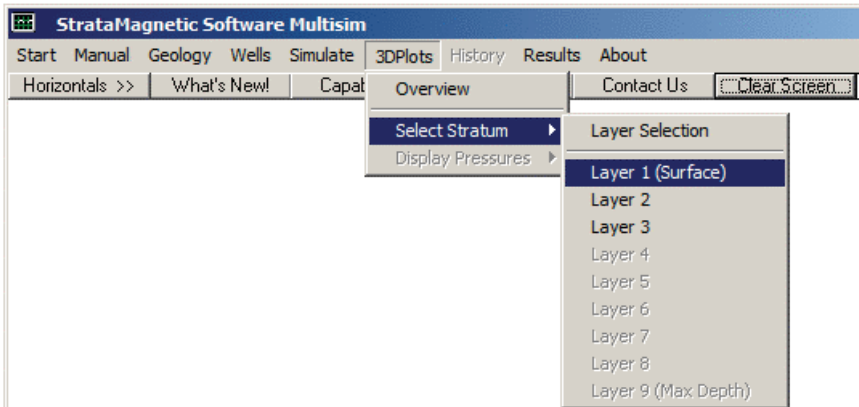 StrataMagnetic Software Multisim
Start Manual Geology Wells Simulate 3DPlots History Results About
Horizontals >> What's New! Capab Contact Us Clear Screen
Overview
Select Stratum
Display Pressures
Layer Selection
Layer 1 (Surface)
Layer 2
Layer 3
Layer 4
Layer 5
Layer 6
Layer 7
Layer 8
Layer 9 (Max Depth)